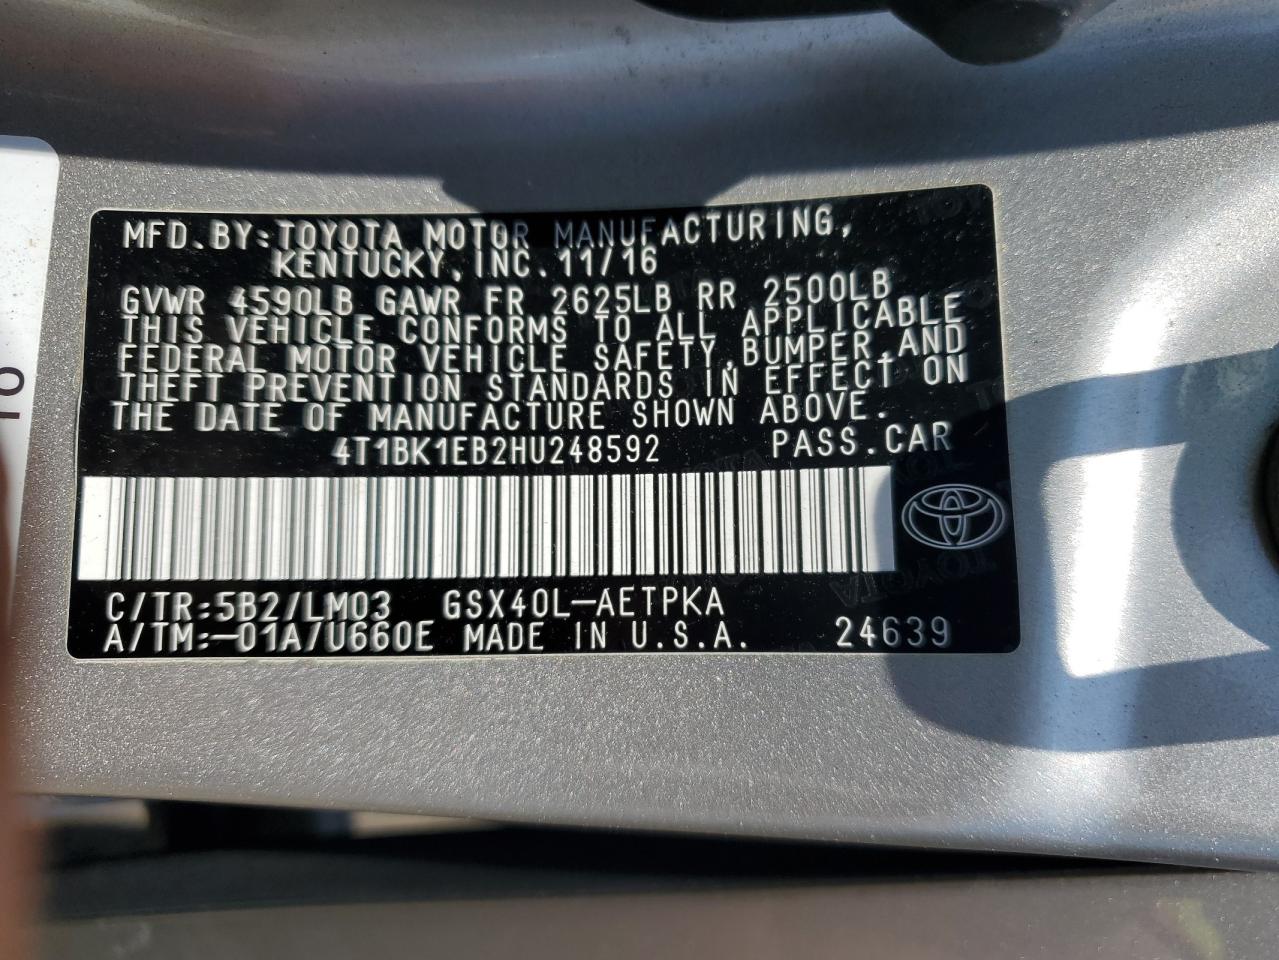 MFD.BY:TOYOTA MOTOR MANUFACTURING,
KENTUCKY,INC.11/16
GVWR 4590LB GAWR FR 2625LB RR 2500LB
THIS VEHICLE CONFORMS TO ALL APPLICABLE
FEDERAL MOTOR VEHICLE SAFETY,BUMPER,AND
THEFT PREVENTION STANDARDS IN EFFECT ON
THE DATE OF MANUFACTURE SHOWN ABOVE.
4T1BK1EB2HU248592 PASS.CAR
C/TR:5B2/LM03 GSX40L-AETPKA
A/TM:-01A/U660E MADE IN U.S.A. 24639